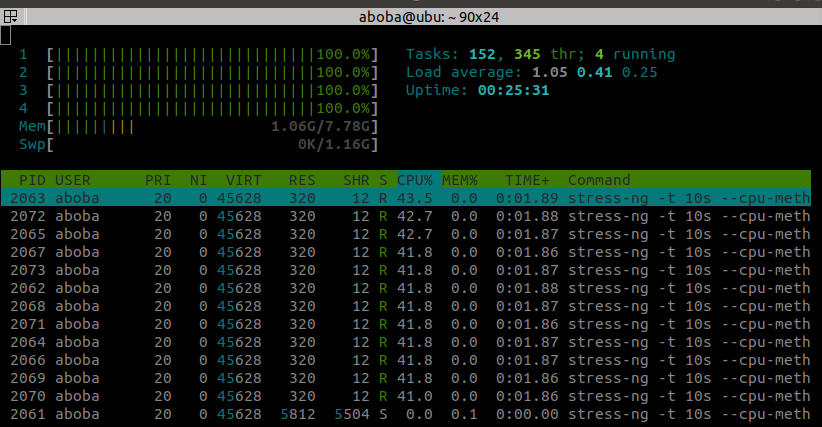 aboba@ubu: ~ 90x24
1 [||||||||||||||||||||||||||||||100.0%] Tasks: 152, 345 thr; 4 running
2 [||||||||||||||||||||||||||||||100.0%] Load average: 1.05 0.41 0.25
3 [||||||||||||||||||||||||||||||100.0%] Uptime: 00:25:31
4 [||||||||||||||||||||||||||||||100.0%]
Mem[||||||||| 1.06G/7.78G]
Swp[ 0K/1.16G]
PID USER PRI NI VIRT RES SHR S CPU% MEM% TIME+ Command
2063 aboba 20 0 45628 320 12 R 43.5 0.0 0:01.89 stress-ng -t 10s --cpu-meth
2072 aboba 20 0 45628 320 12 R 42.7 0.0 0:01.88 stress-ng -t 10s --cpu-meth
2065 aboba 20 0 45628 320 12 R 42.7 0.0 0:01.87 stress-ng -t 10s --cpu-meth
2067 aboba 20 0 45628 320 12 R 41.8 0.0 0:01.86 stress-ng -t 10s --cpu-meth
2073 aboba 20 0 45628 320 12 R 41.8 0.0 0:01.87 stress-ng -t 10s --cpu-meth
2062 aboba 20 0 45628 320 12 R 41.8 0.0 0:01.88 stress-ng -t 10s --cpu-meth
2068 aboba 20 0 45628 320 12 R 41.8 0.0 0:01.87 stress-ng -t 10s --cpu-meth
2071 aboba 20 0 45628 320 12 R 41.8 0.0 0:01.86 stress-ng -t 10s --cpu-meth
2064 aboba 20 0 45628 320 12 R 41.8 0.0 0:01.87 stress-ng -t 10s --cpu-meth
2066 aboba 20 0 45628 320 12 R 41.8 0.0 0:01.87 stress-ng -t 10s --cpu-meth
2069 aboba 20 0 45628 320 12 R 41.8 0.0 0:01.86 stress-ng -t 10s --cpu-meth
2070 aboba 20 0 45628 320 12 R 41.0 0.0 0:01.87 stress-ng -t 10s --cpu-meth
2061 aboba 20 0 45628 5812 5504 S 0.0 0.1 0:00.00 stress-ng -t 10s --cpu-meth